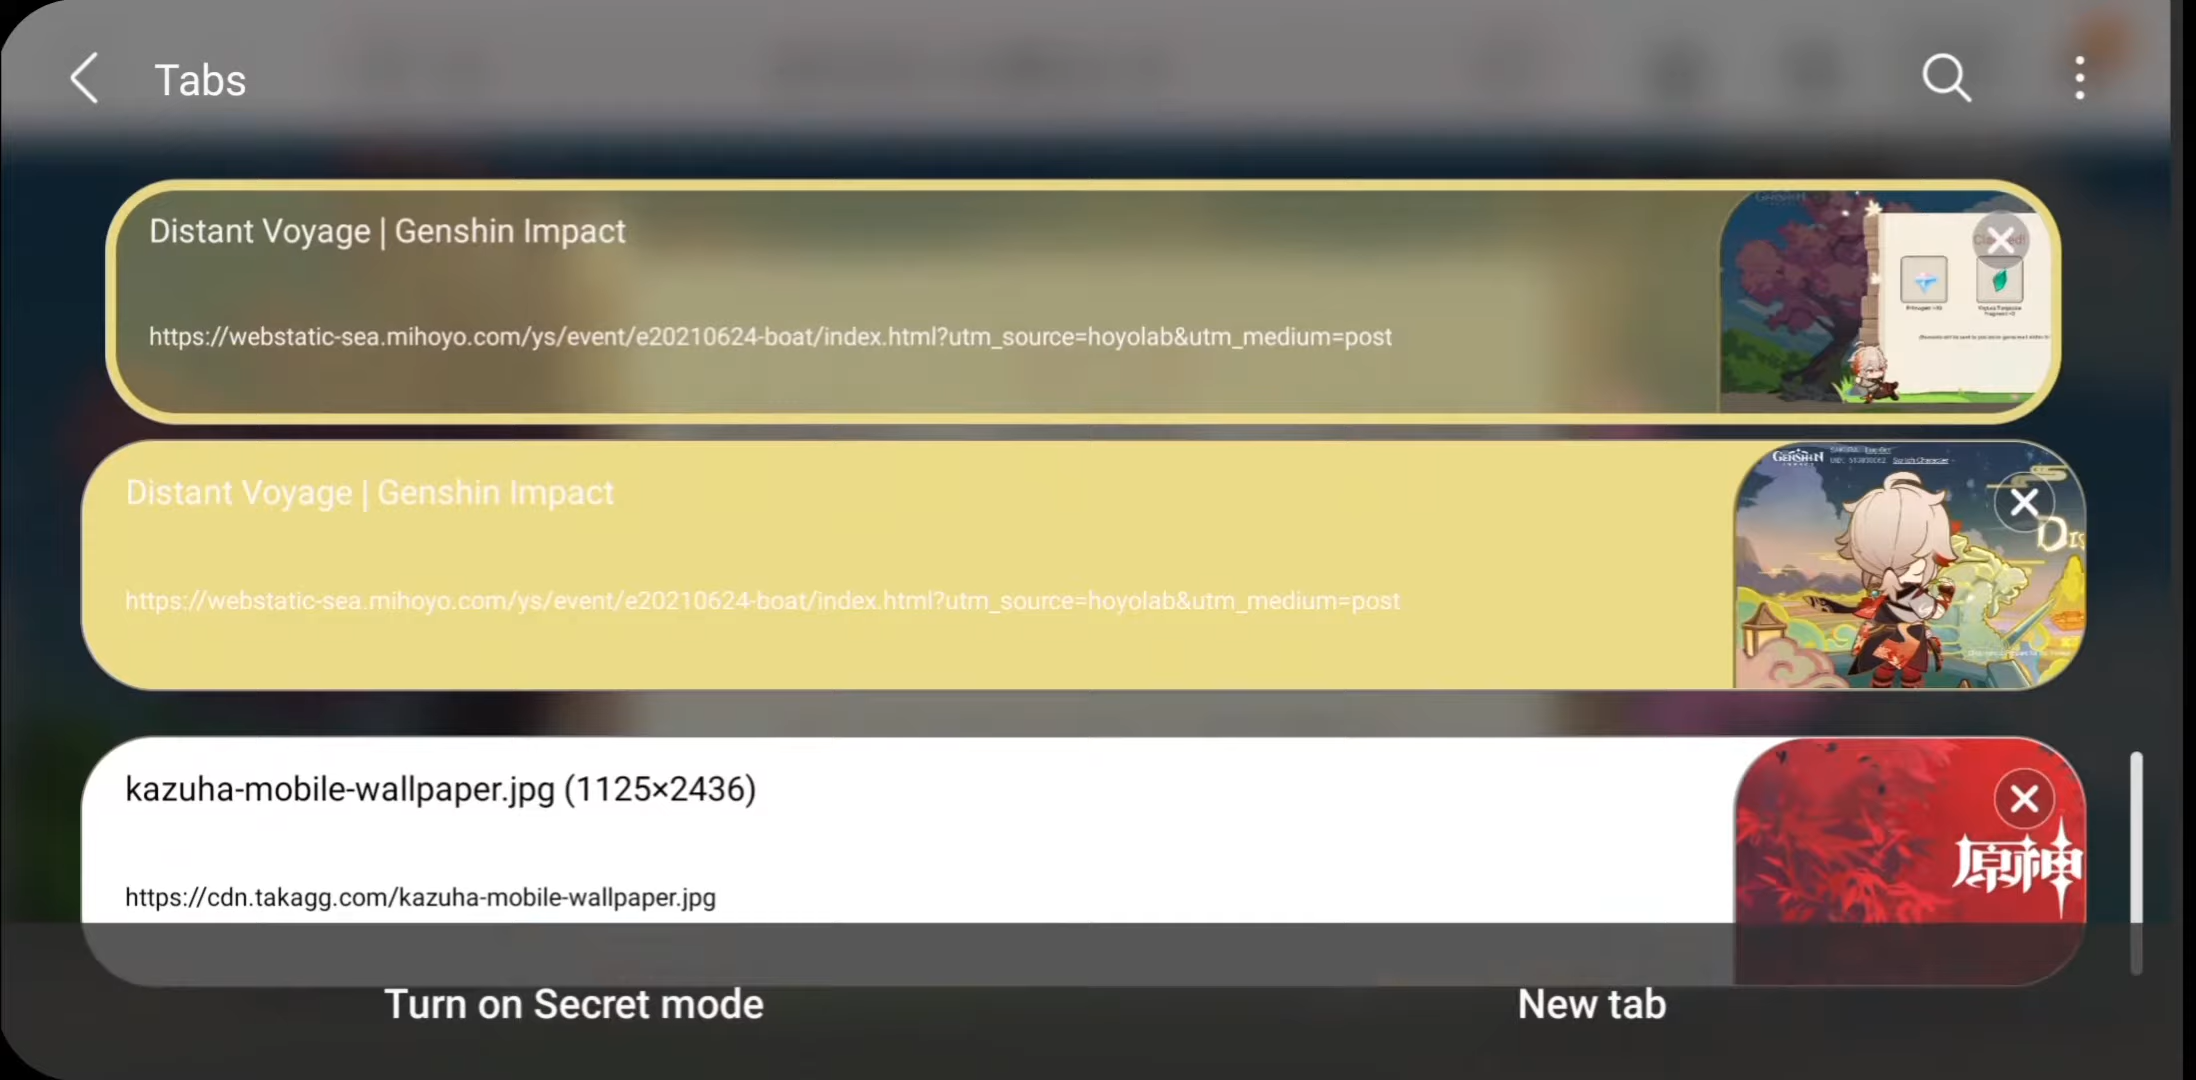 Tabs
Distant Voyage | Genshin Impact
https://webstatic-sea.mihoyo.com/ys/event/e20210624-boat/index.html?utm_source=hoyolab&utm_medium=post
Distant Voyage | Genshin Impact
https://webstatic-sea.mihoyo.com/ys/event/e20210624-boat/index.html?utm_source=hoyolab&utm_medium=post
GENSHIN
IMPACT
kazuha-mobile-wallpaper.jpg (1125×2436)
https://cdn.takagg.com/kazuha-mobile-wallpaper.jpg
原神
Turn on Secret mode
New tab